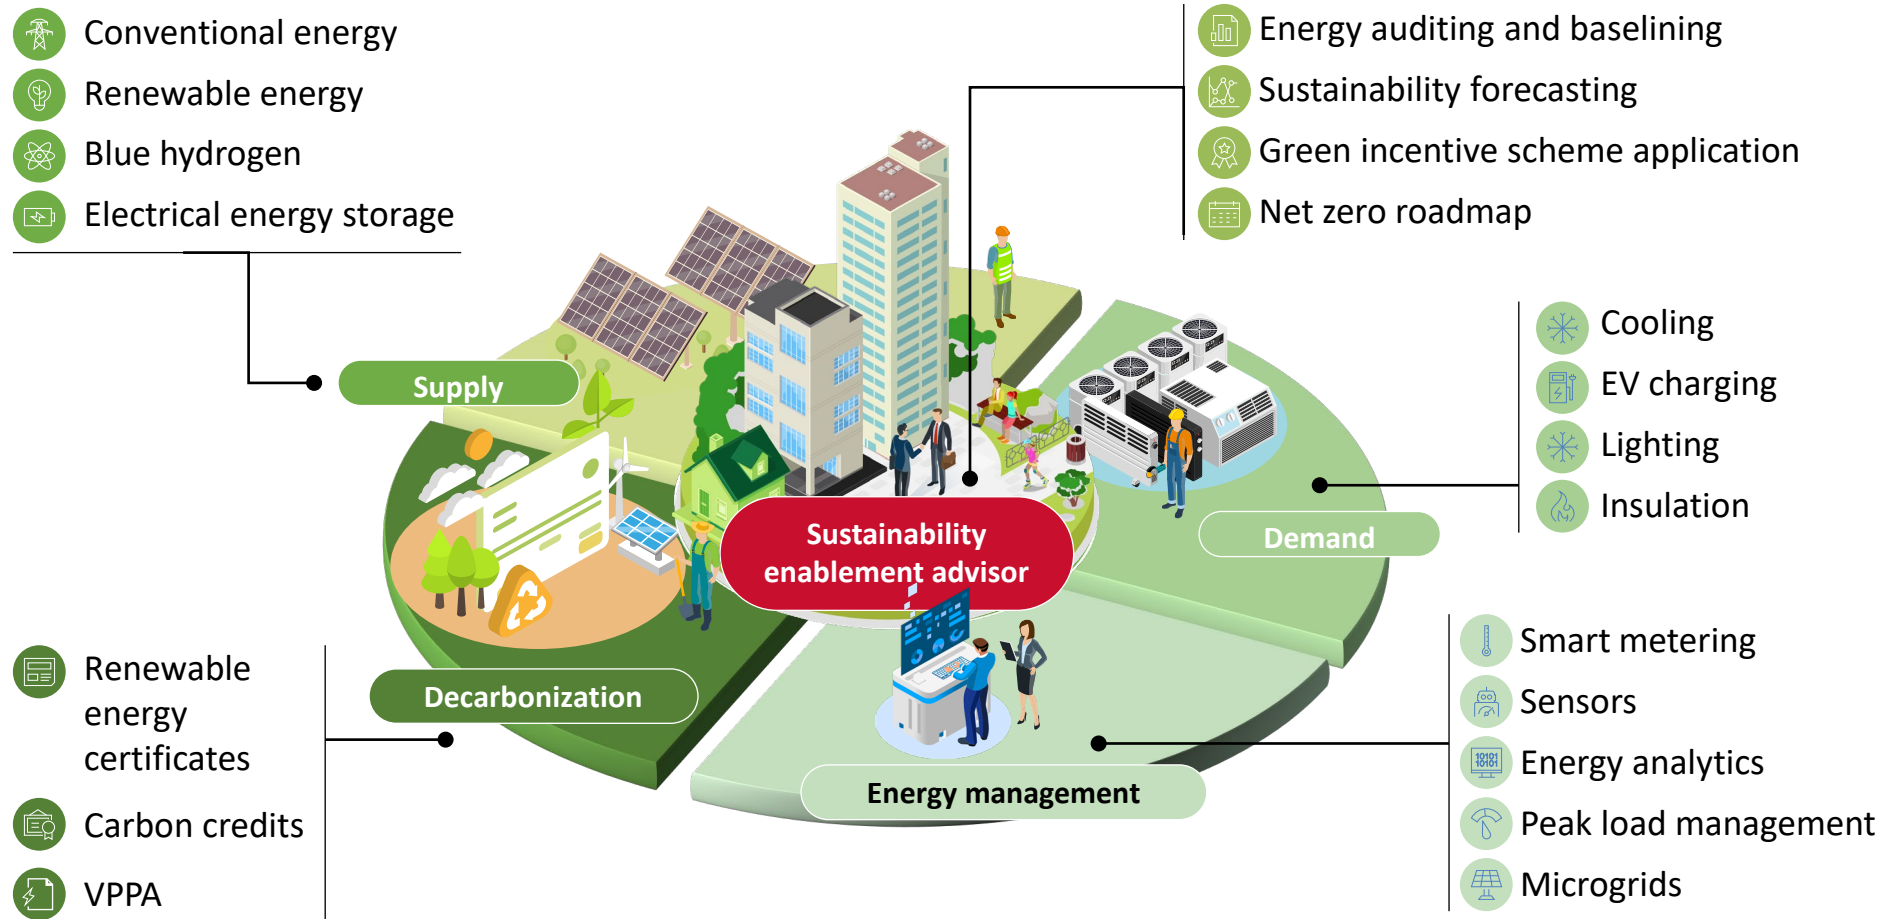 Conventional energy
Renewable energy
Blue hydrogen
Electrical energy storage
Energy auditing and baselining
Sustainability forecasting
Green incentive scheme application
Net zero roadmap
Supply
Cooling
EV charging
Lighting
Insulation
Demand
Sustainability
enablement advisor
Renewable
energy
certificates
Carbon credits
VPPA
Decarbonization
Energy management
Smart metering
Sensors
10101
10101
Energy analytics
Peak load management
Microgrids